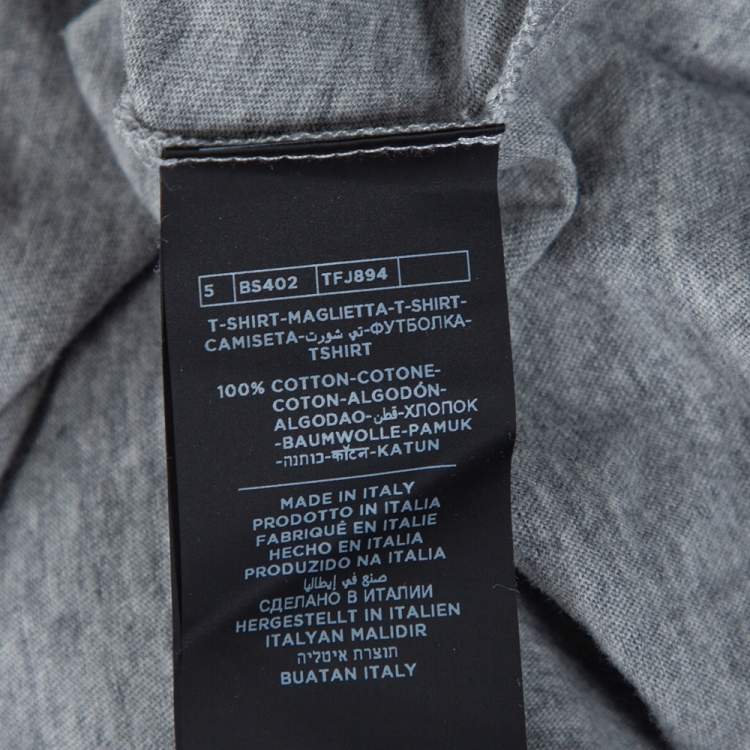 5 BS402 TFJ894
T-SHIRT-MAGLIETTA-T-SHIRT-
CAMISETA-تي شورت-ФУТБОЛКА-
TSHIRT
100% COTTON-COTONE-
COTON-ALGODÓN-
ALGODAO-قطن-ХЛОПОК
-BAUMWOLLE-PAMUK
-כותנה-कॉटन-KATUN
MADE IN ITALY
PRODOTTO IN ITALIA
FABRIQUÉ EN ITALIE
HECHO EN ITALIA
PRODUZIDO NA ITALIA
صنع في إيطاليا
СДЕЛАНО В ИТАЛИИ
HERGESTELLT IN ITALIEN
ITALYAN MALIDIR
תוצרת איטליה
BUATAN ITALY